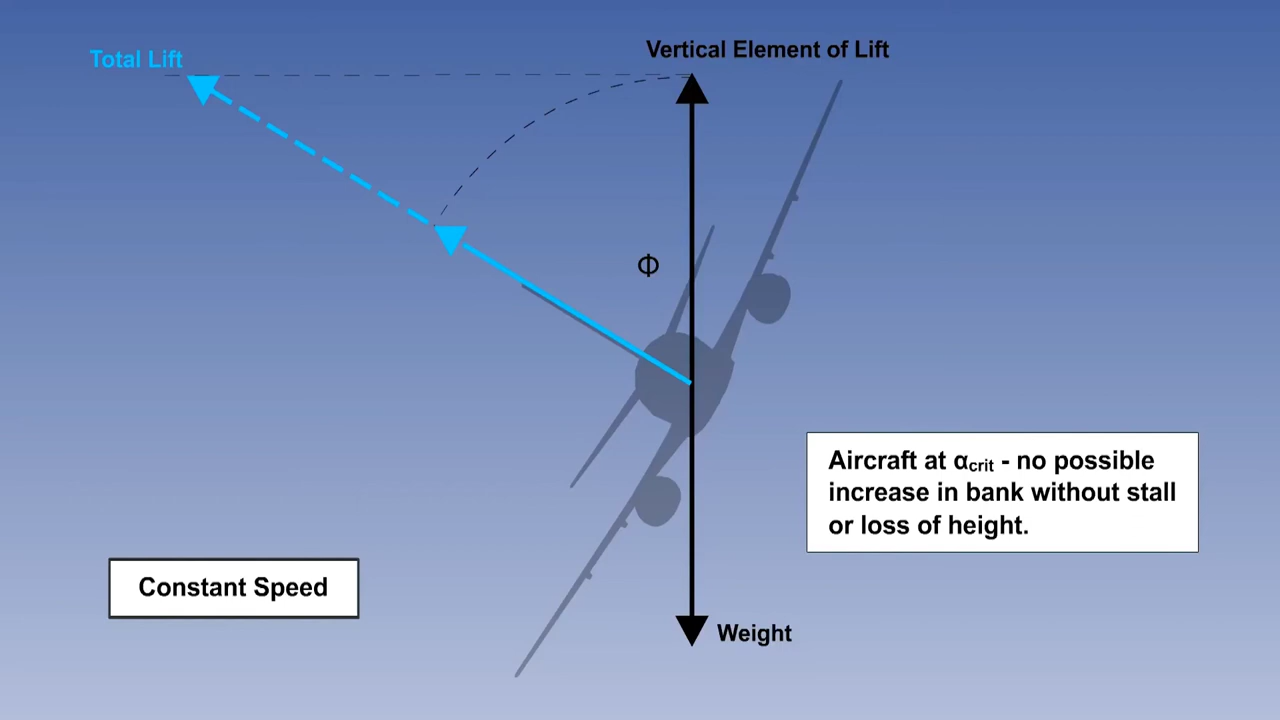 Vertical Element of Lift
Total Lift
Φ
Aircraft at αcrit - no possible
increase in bank without stall
or loss of height.
Constant Speed
Weight